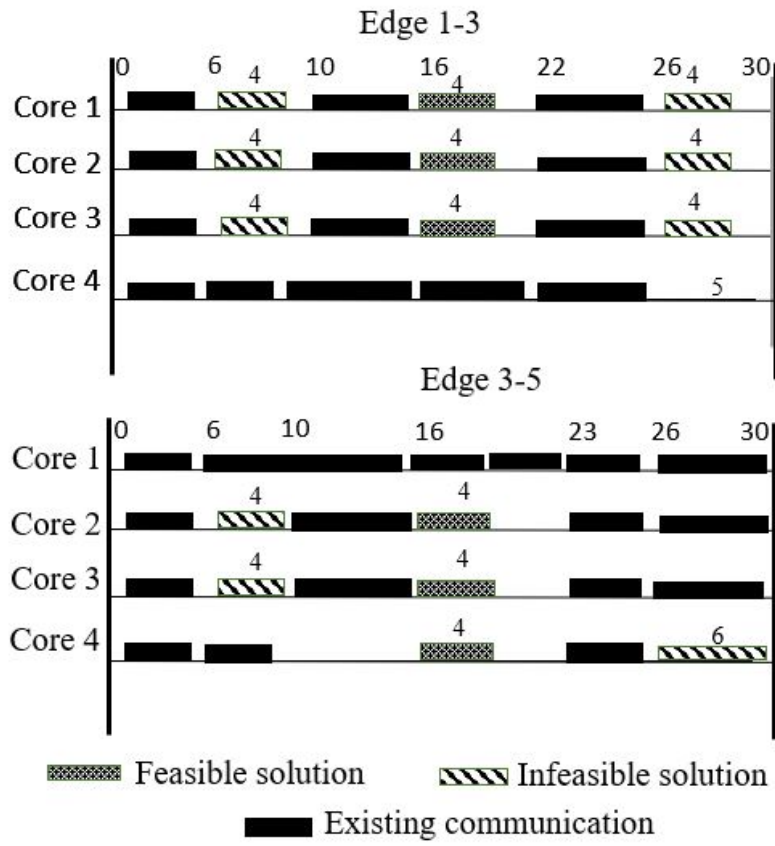 Edge 1-3
0 6 10 16 22 26 30
Core 1 4 4 4
Core 2 4 4 4
Core 3 4 4 4
Core 4 5
Edge 3-5
0 6 10 16 23 26 30
Core 1
Core 2 4 4
Core 3 4 4
Core 4 4 6
Feasible solution Infeasible solution
Existing communication